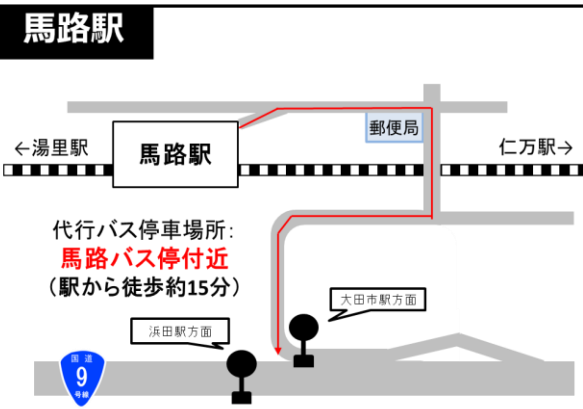 馬路駅
郵便局
←湯里駅
馬路駅
仁万駅→
代行バス停車場所:
馬路バス停付近
(駅から徒歩約15分)
大田市駅方面
浜田駅方面
国道
9
号線